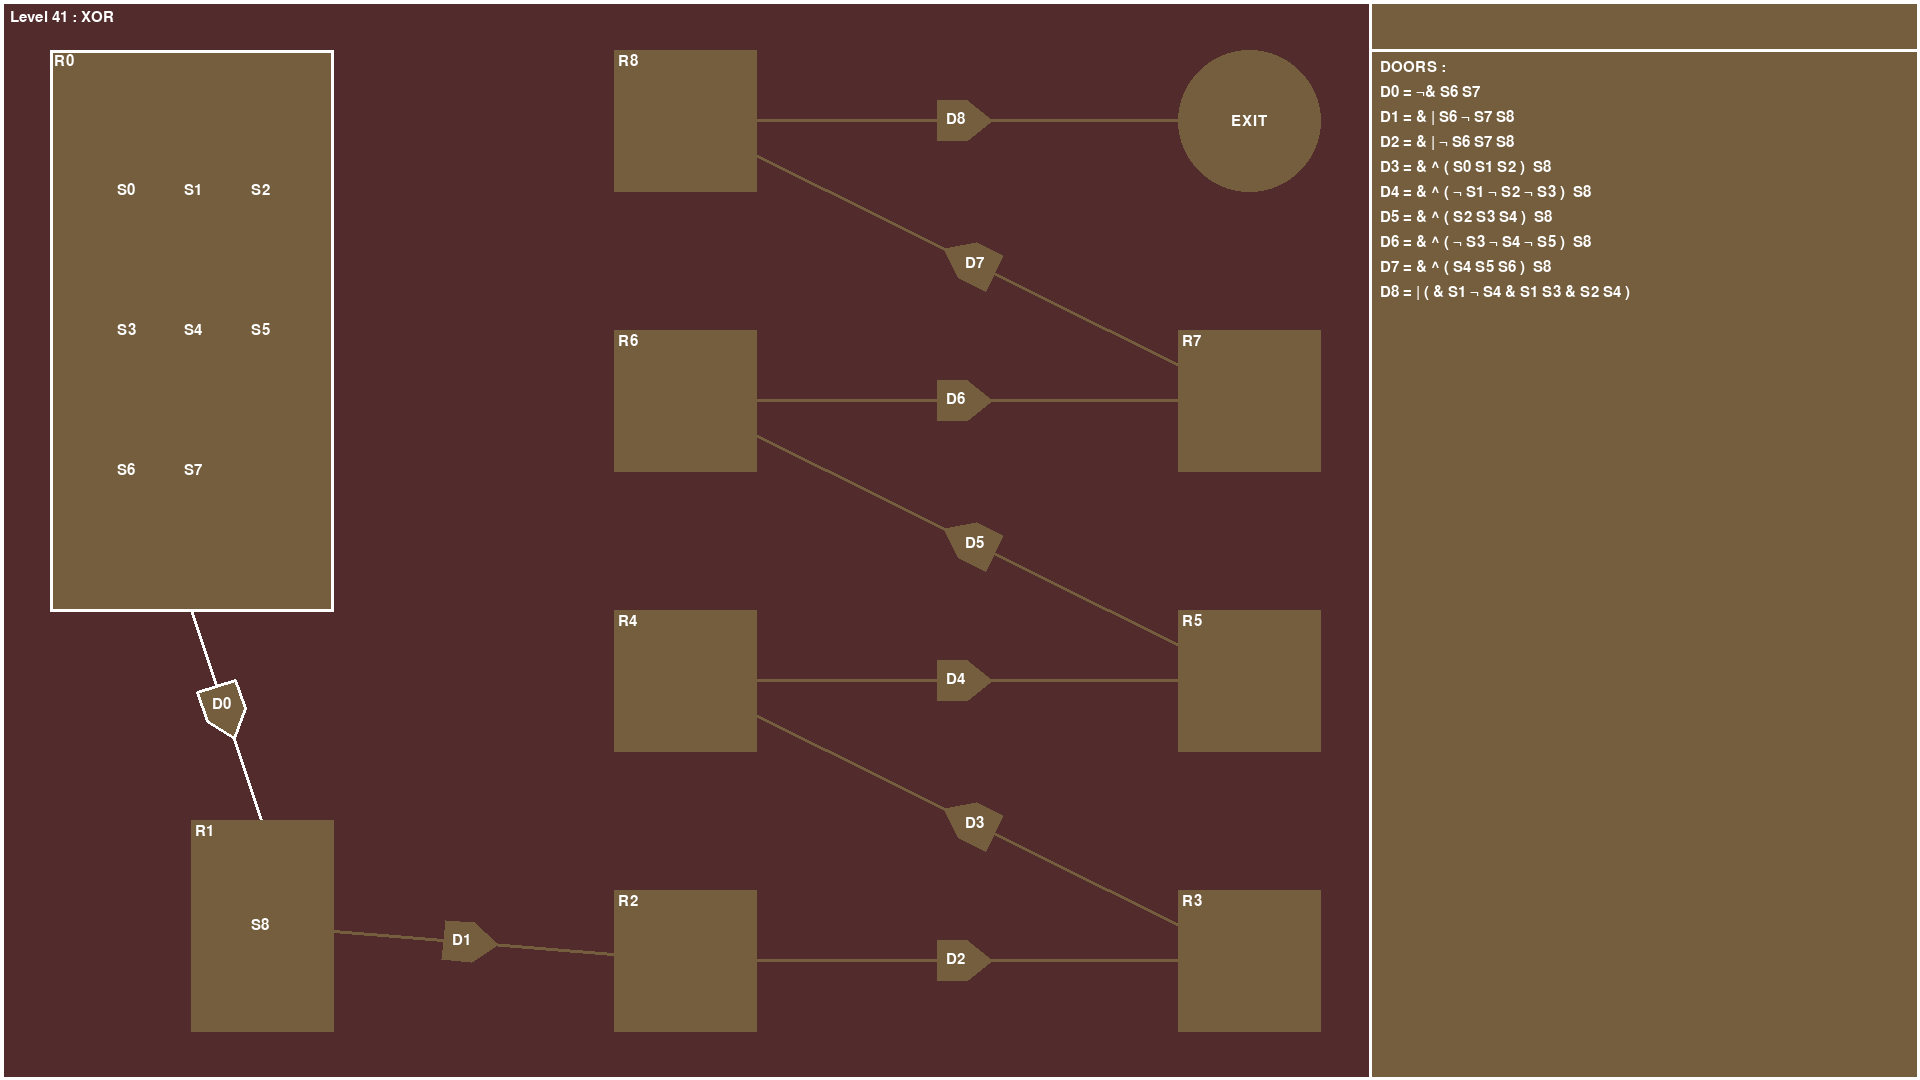 Level 41 : XOR
R0
S0 S1 S2
S3 S4 S5
S6 S7
D0
R1
S8
D1
R8
D8
EXIT
D7
R6
D6
R7
D5
R4
D4
R5
D3
R2
D2
R3
DOORS :
D0 = ¬& S6 S7
D1 = & | S6 ¬ S7 S8
D2 = & | ¬ S6 S7 S8
D3 = & ^ ( S0 S1 S2 ) S8
D4 = & ^ ( ¬ S1 ¬ S2 ¬ S3 ) S8
D5 = & ^ ( S2 S3 S4 ) S8
D6 = & ^ ( ¬ S3 ¬ S4 ¬ S5 ) S8
D7 = & ^ ( S4 S5 S6 ) S8
D8 = | ( & S1 ¬ S4 & S1 S3 & S2 S4 )